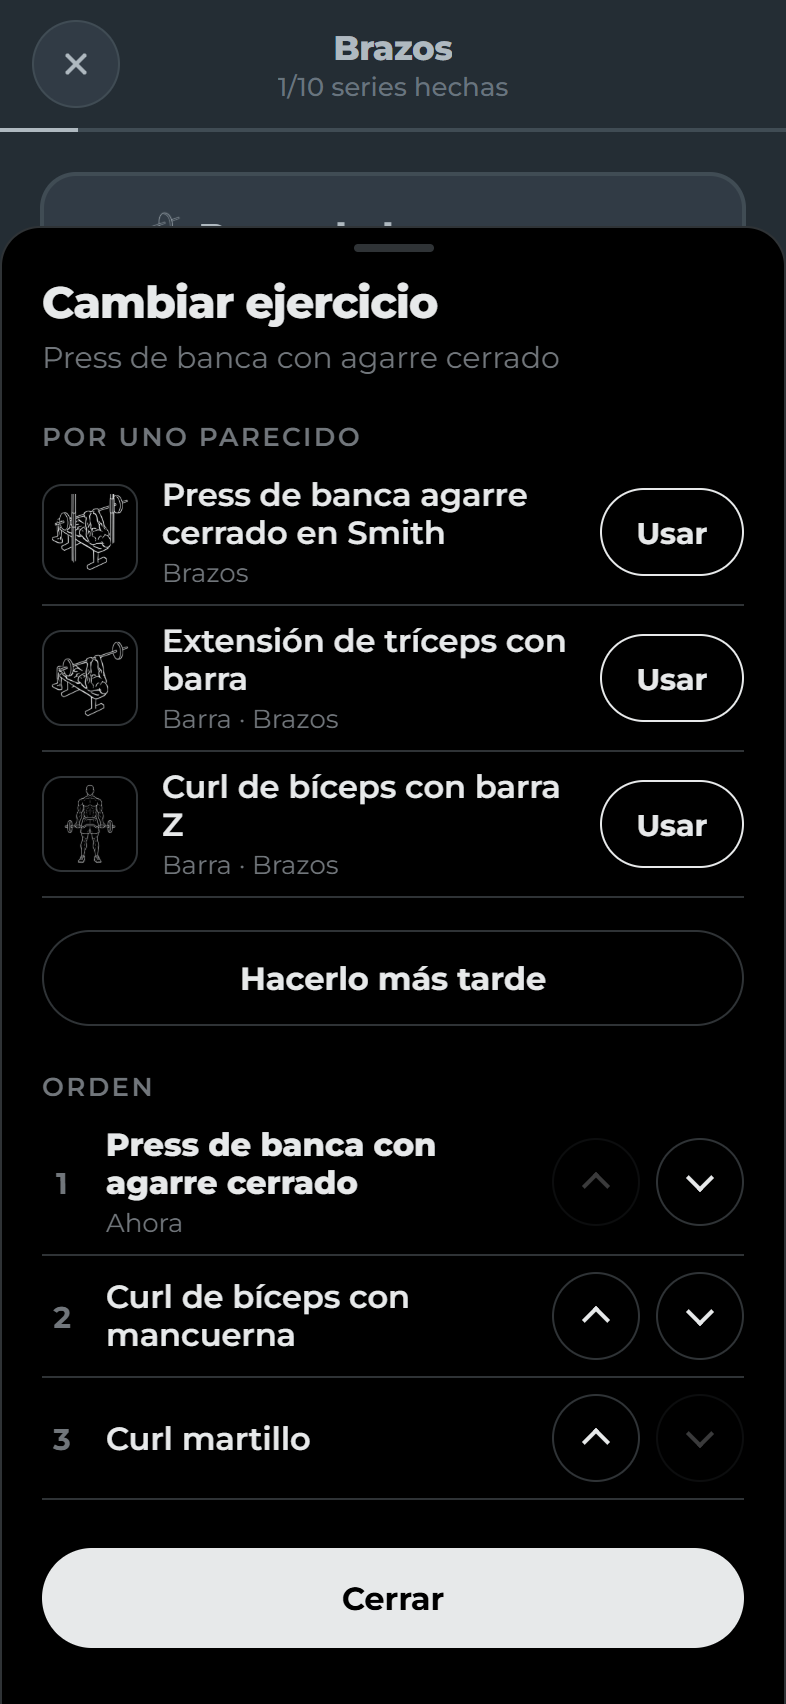 Brazos
1/10 series hechas
Cambiar ejercicio
Press de banca con agarre cerrado
POR UNO PARECIDO
Press de banca agarre
cerrado en Smith
Brazos
Usar
Extensión de tríceps con
barra
Barra · Brazos
Usar
Curl de bíceps con barra
Z
Barra · Brazos
Usar
Hacerlo más tarde
ORDEN
1
Press de banca con
agarre cerrado
Ahora
2
Curl de bíceps con
mancuerna
3
Curl martillo
Cerrar